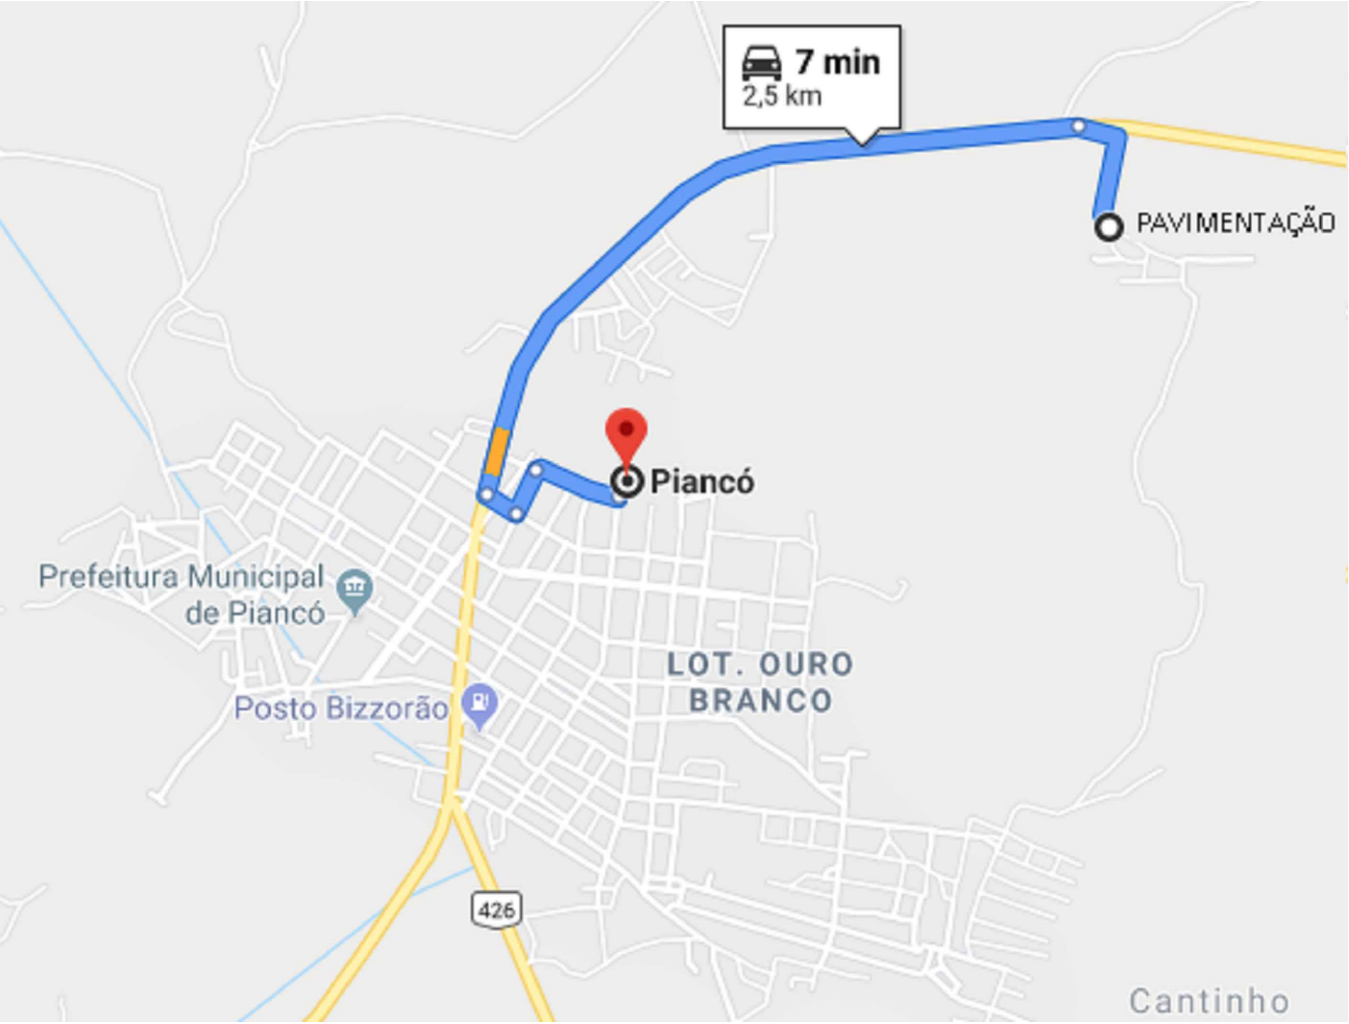 7 min
2,5 km
PAVIMENTAÇÃO
Piancó
Prefeitura Municipal
de Piancó
LOT. OURO
BRANCO
Posto Bizzorão
426
Cantinho